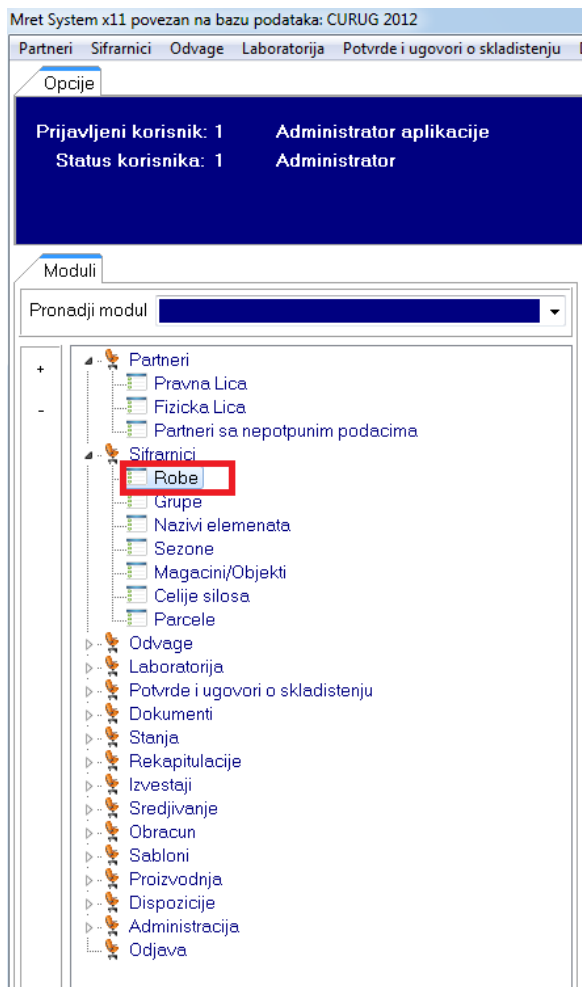 Mret System x11 povezan na bazu podataka: CURUG 2012
Partneri Sifrarnici Odvage Laboratorija Potvrde i ugovori o skladistenju
Opcije
Prijavljeni korisnik: 1 Administrator aplikacije
Status korisnika: 1 Administrator
Moduli
Pronadji modul
+
-
Partneri
Pravna Lica
Fizicka Lica
Partneri sa nepotpunim podacima
Sifrarnici
Robe
Grupe
Nazivi elemenata
Sezone
Magacini/Objekti
Celije silosa
Parcele
Odvage
Laboratorija
Potvrde i ugovori o skladistenju
Dokumenti
Stanja
Rekapitulacije
Izvestaji
Sredjivanje
Obracun
Sabloni
Proizvodnja
Dispozicije
Administracija
Odjava